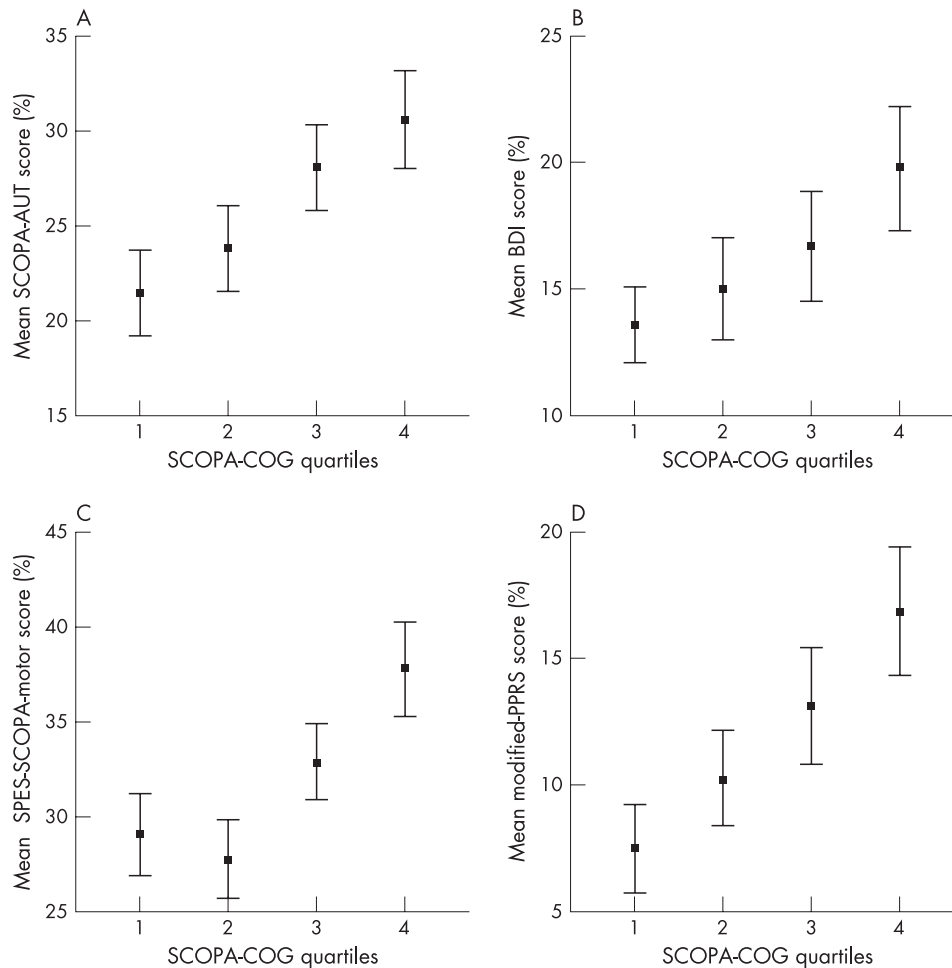 A
Mean SCOPA-AUT score (%)
35
30
25
20
15
1 2 3 4
SCOPA-COG quartiles
B
Mean BDI score (%)
25
20
15
10
1 2 3 4
SCOPA-COG quartiles
C
Mean SPES-SCOPA-motor score (%)
45
40
35
30
25
1 2 3 4
SCOPA-COG quartiles
D
Mean modified-PPRS score (%)
20
15
10
5
1 2 3 4
SCOPA-COG quartiles